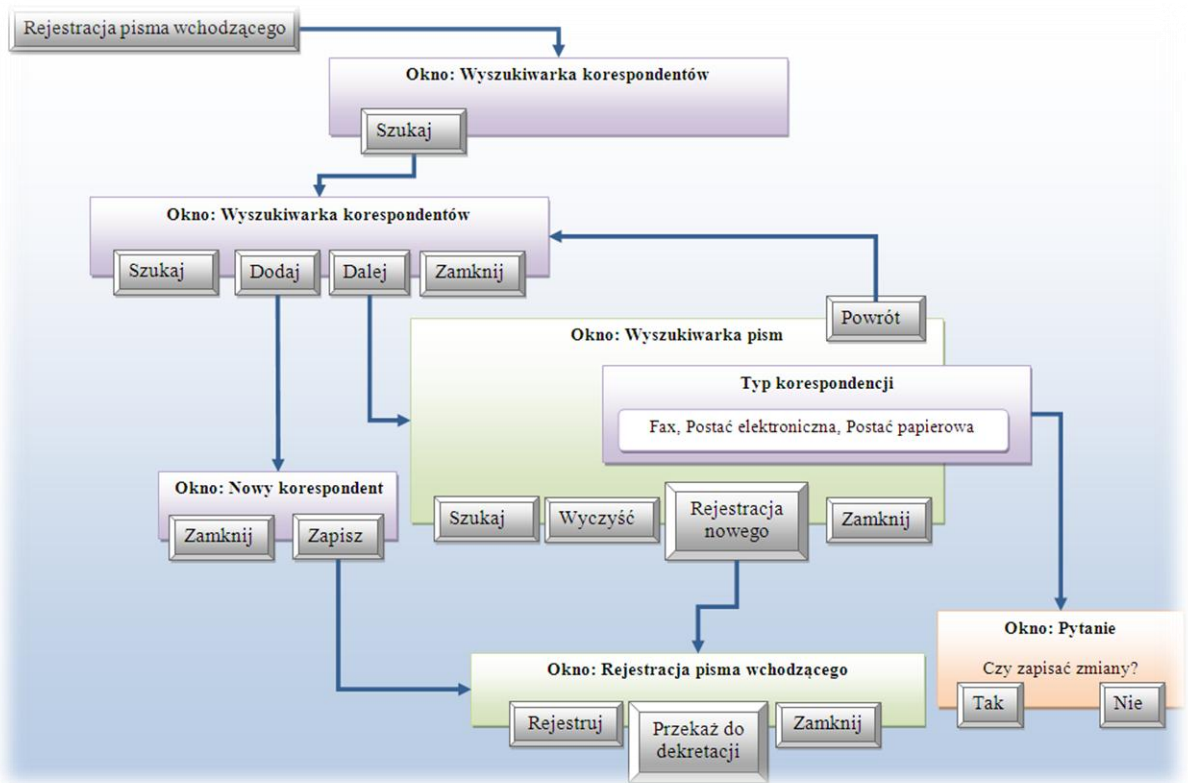 Rejestracja pisma wchodzącego
Okno: Wyszukiwarka korespondentów
Szukaj
Okno: Wyszukiwarka korespondentów
Szukaj
Dodaj
Dalej
Zamknij
Powrót
Okno: Wyszukiwarka pism
Typ korespondencji
Fax, Postać elektroniczna, Postać papierowa
Okno: Nowy korespondent
Zamknij
Zapisz
Szukaj
Wyczyść
Rejestracja
nowego
Zamknij
Okno: Pytanie
Czy zapisać zmiany?
Tak
Nie
Okno: Rejestracja pisma wchodzącego
Rejestruj
Przekaż do
dekretacji
Zamknij